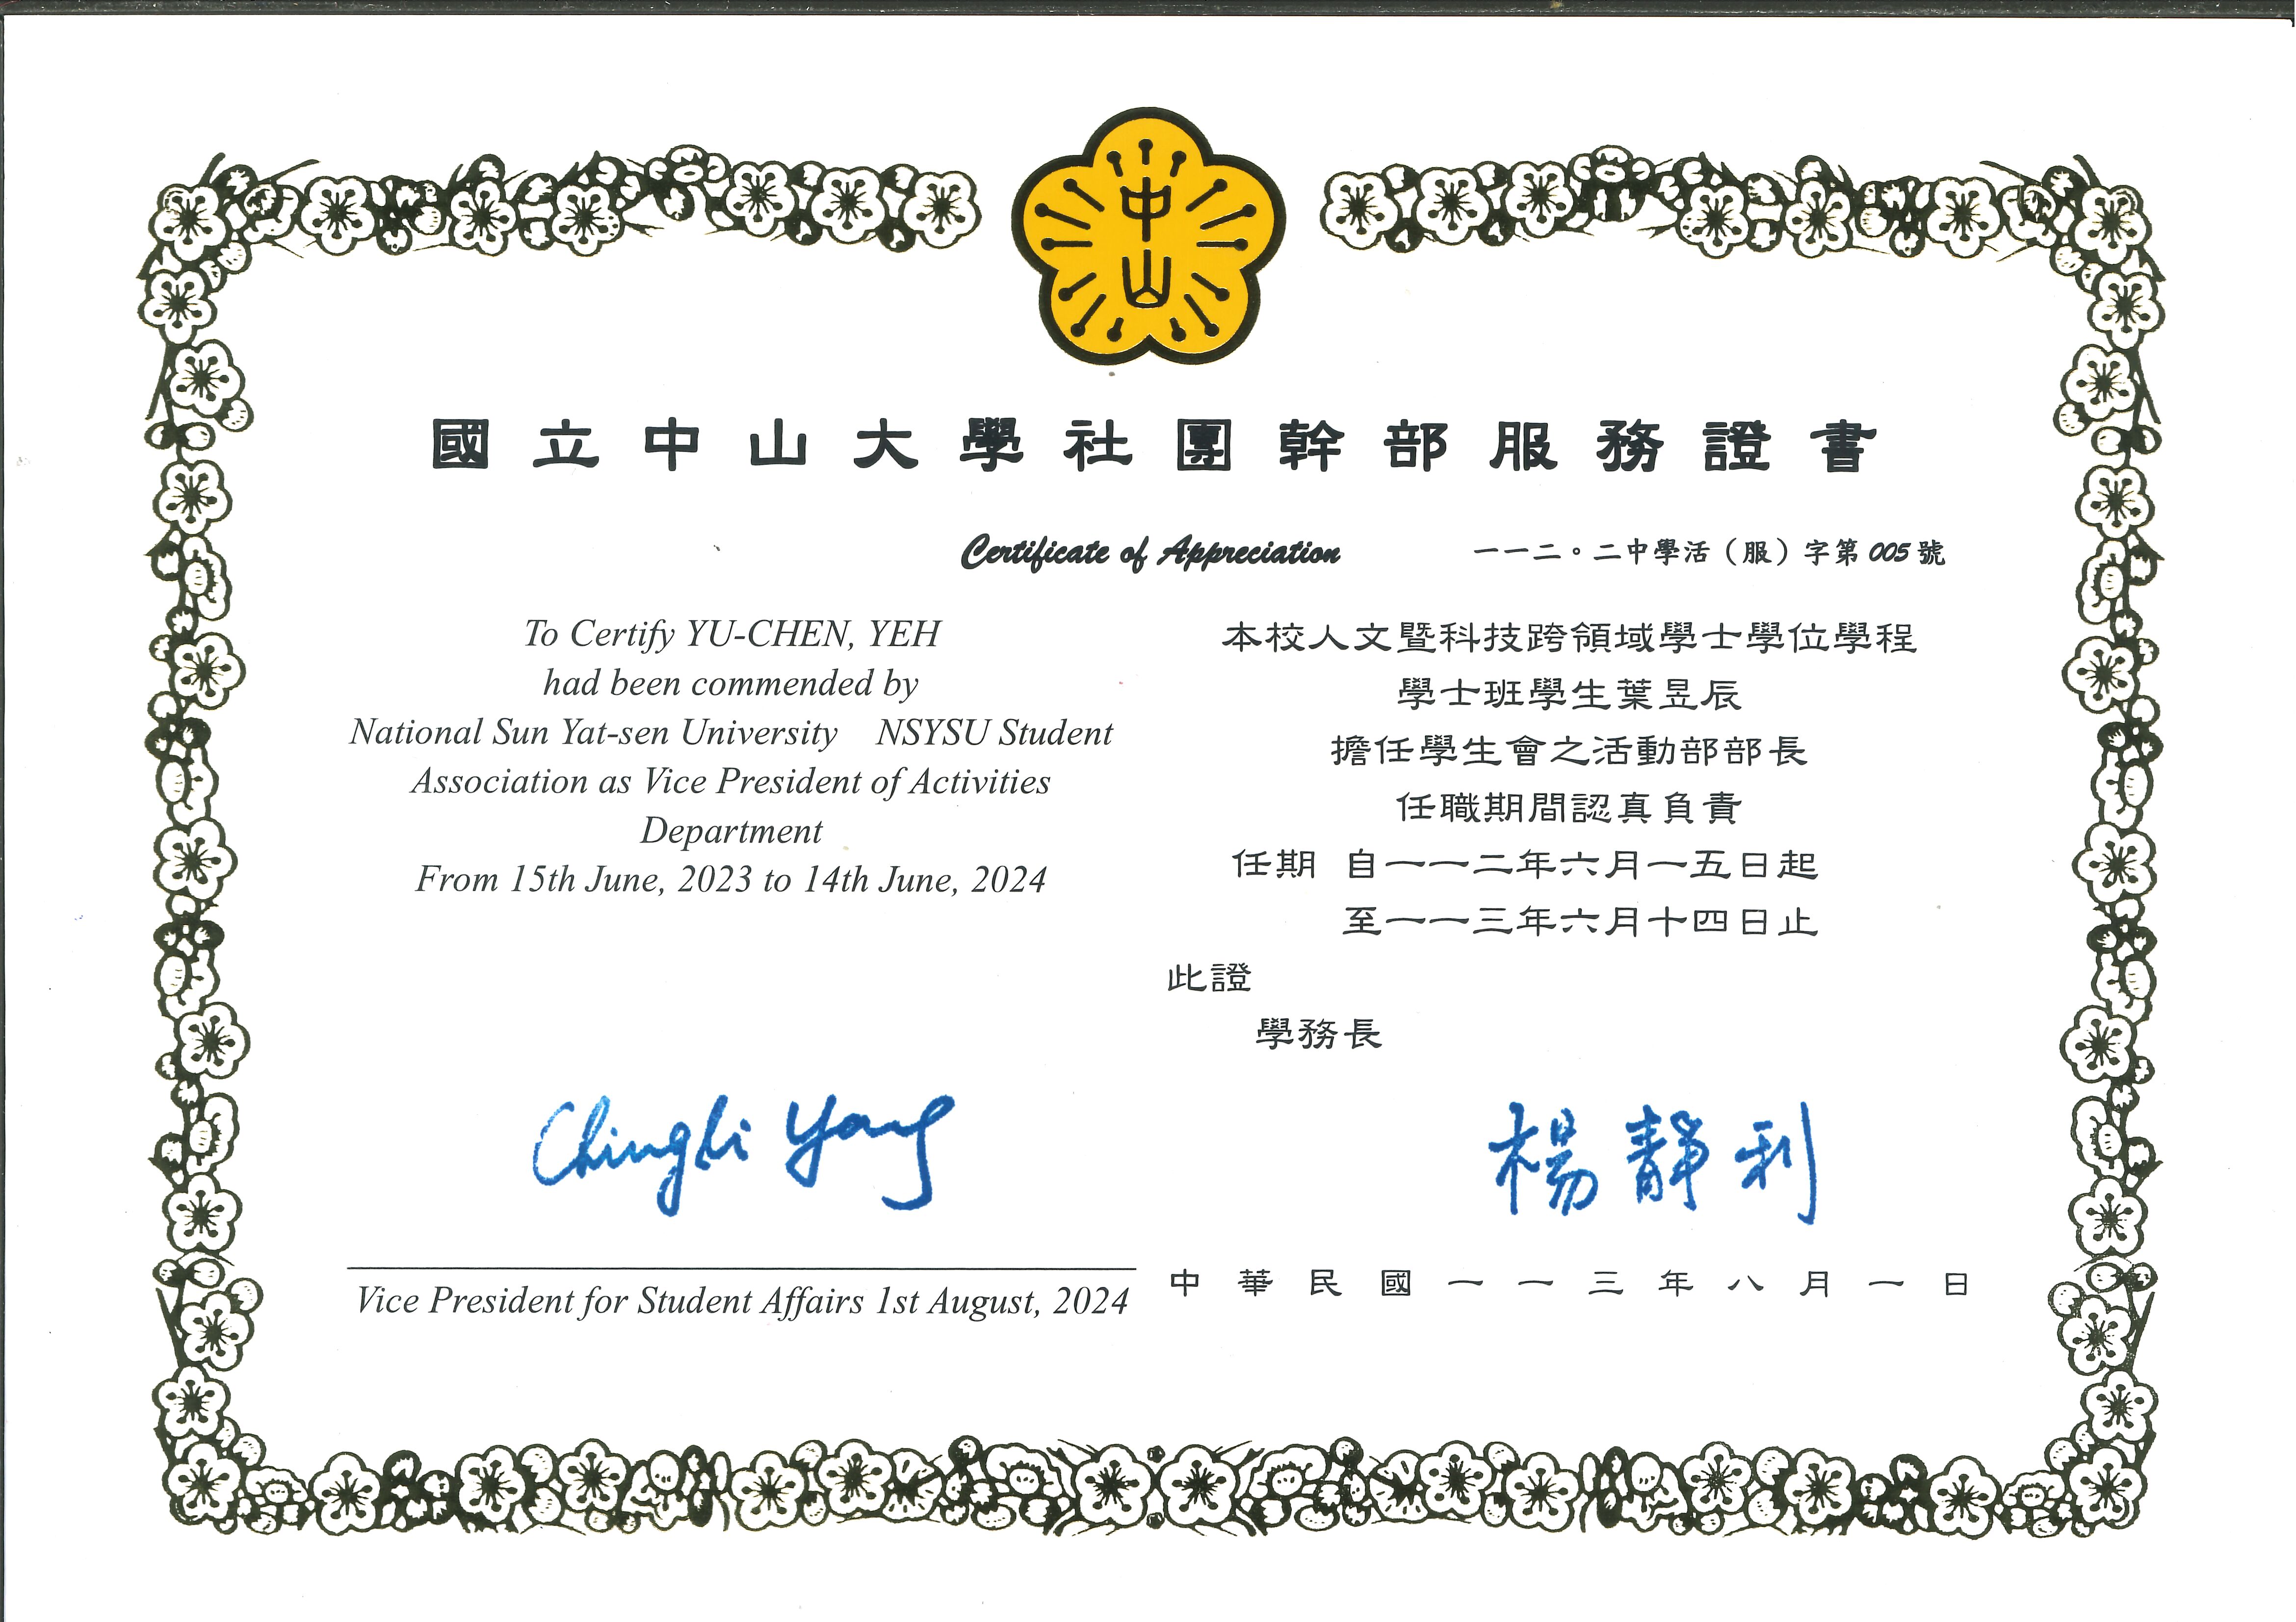 中山
國立中山大學社團幹部服務證書
Certificate of Appreciation
一一二。二中學活（服）字第005號
To Certify YU-CHEN, YEH
had been commended by
National Sun Yat-sen University NSYSU Student
Association as Vice President of Activities
Department
From 15th June, 2023 to 14th June, 2024
本校人文暨科技跨領域學士學位學程
學士班學生葉昱辰
擔任學生會之活動部部長
任職期間認真負責
任期 自一一二年六月一五日起
至一一三年六月十四日止
此證
學務長
Chingli Yang
楊靜利
Vice President for Student Affairs 1st August, 2024
中華民國一一三年八月一日